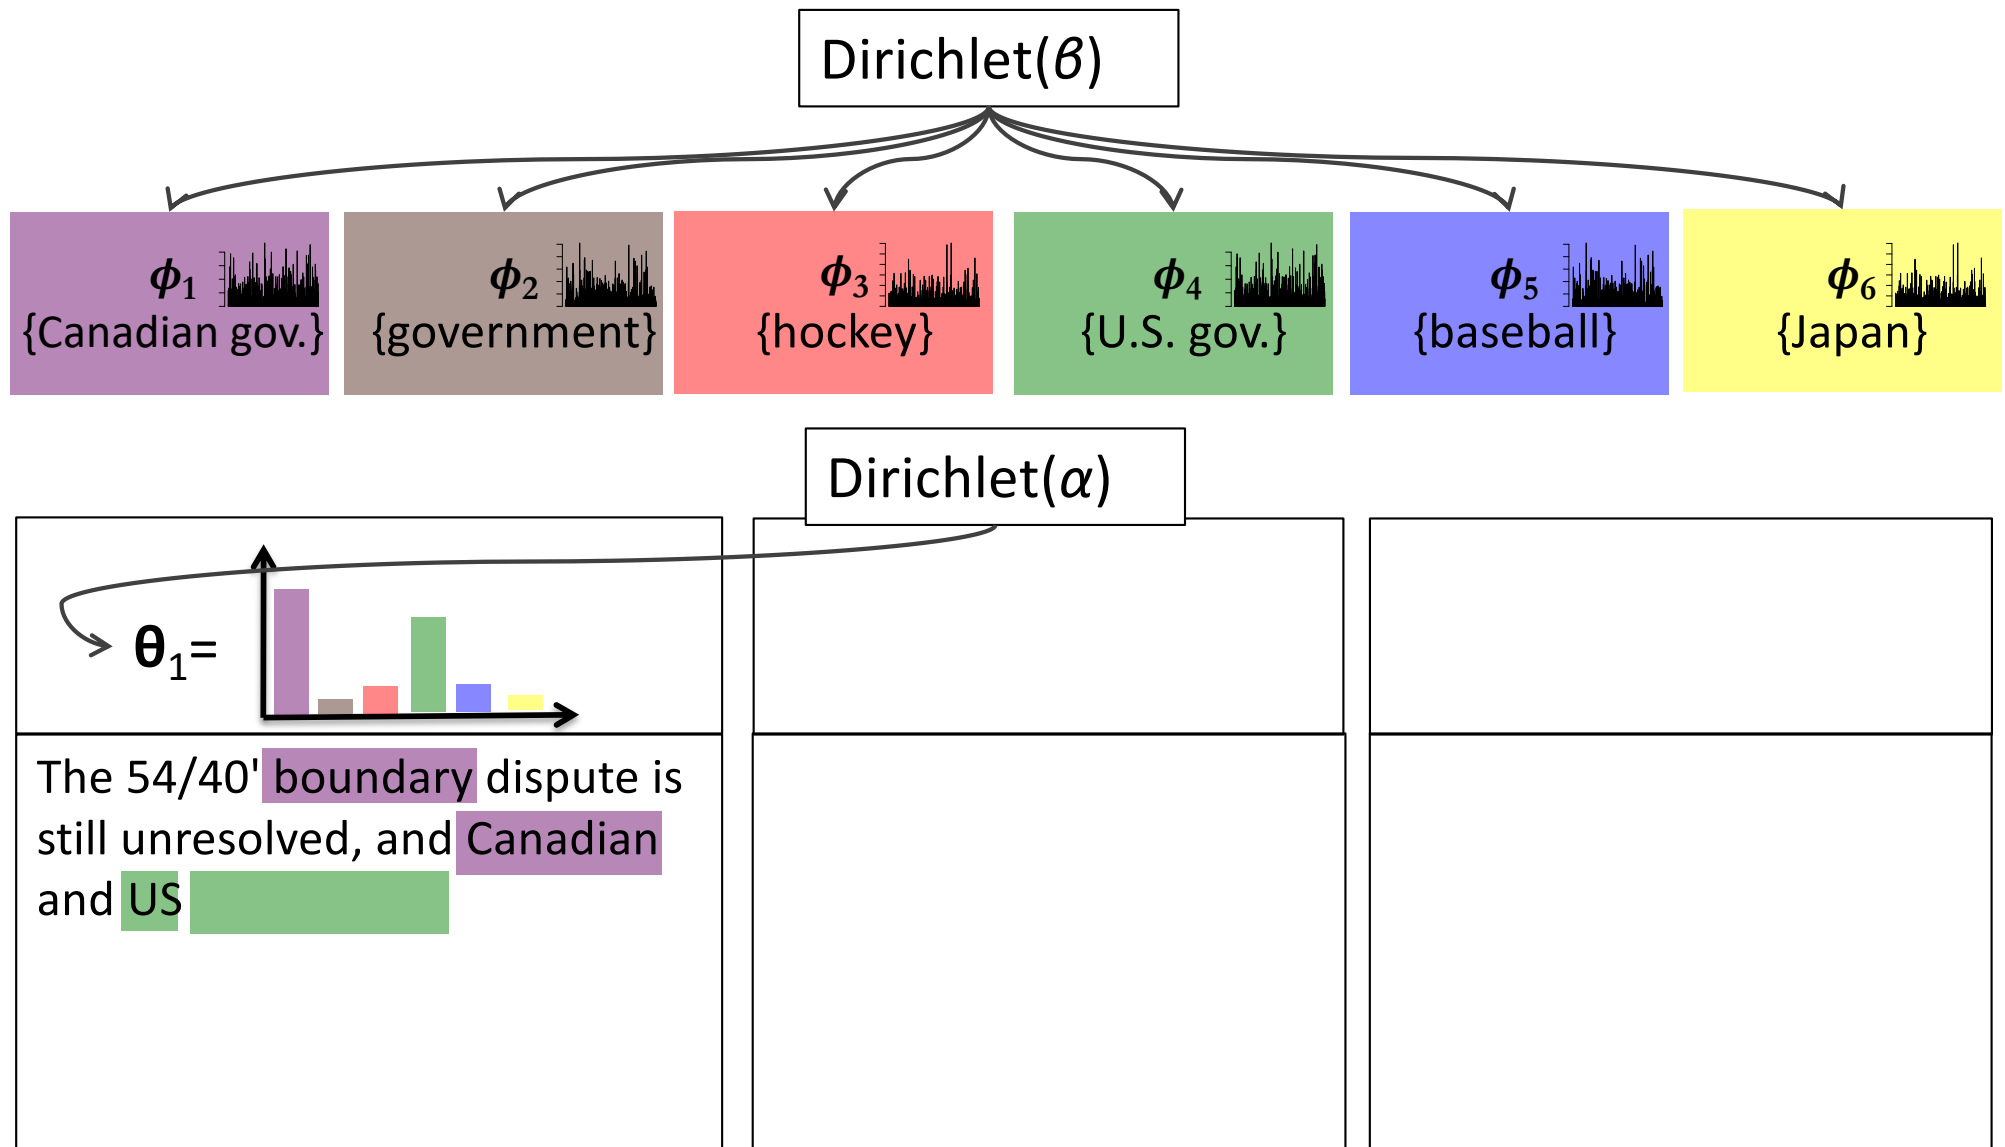 Dirichlet(β)
ϕ1 ϕ2 ϕ3 ϕ4 ϕ5 ϕ6
{Canadian gov.} {government} {hockey} {U.S. gov.} {baseball} {Japan}
Dirichlet(α)
θ1=
The 54/40' boundary dispute is
still unresolved, and Canadian
and US